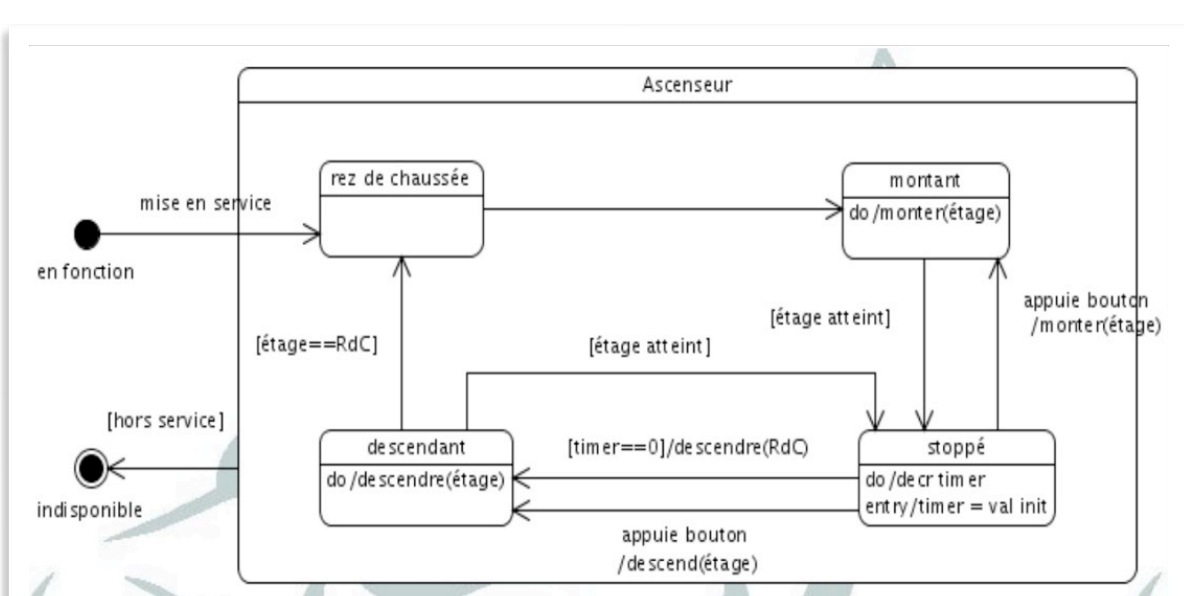 Ascenseur
rez de chaussée
montant
do/monter(étage)
mise en service
en fonction
appuie bouton
/monter(étage)
[étage atteint]
[étage==RdC]
[étage atteint]
[hors service]
descendant
do/descendre(étage)
[timer==0]/descendre(RdC)
stoppé
do/decr timer
entry/timer = val init
indisponible
appuie bouton
/descend(étage)